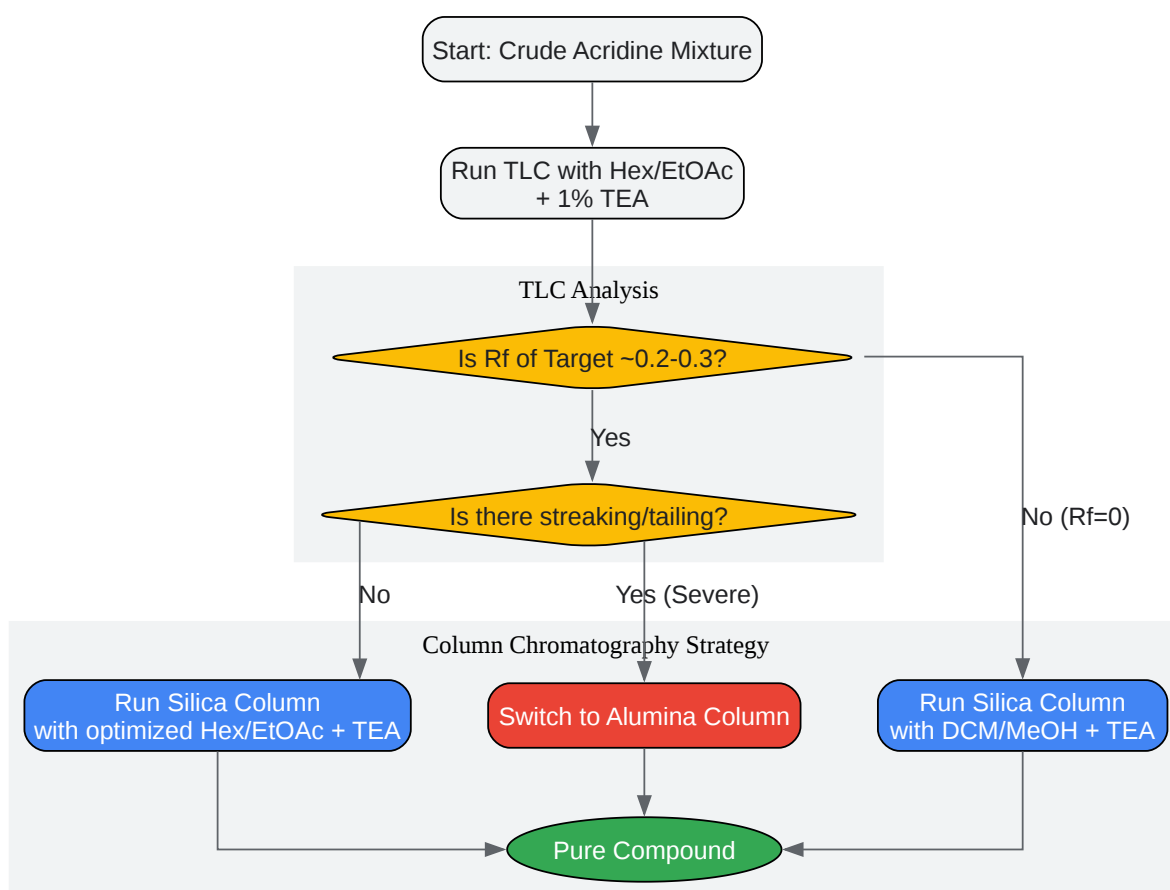 Start: Crude Acridine Mixture
Run TLC with Hex/EtOAc
+ 1% TEA
TLC Analysis
Is Rf of Target ~0.2-0.3?
Yes
Is there streaking/tailing?
No (Rf=0)
No
Yes (Severe)
Column Chromatography Strategy
Run Silica Column
with optimized Hex/EtOAc + TEA
Switch to Alumina Column
Run Silica Column
with DCM/MeOH + TEA
Pure Compound